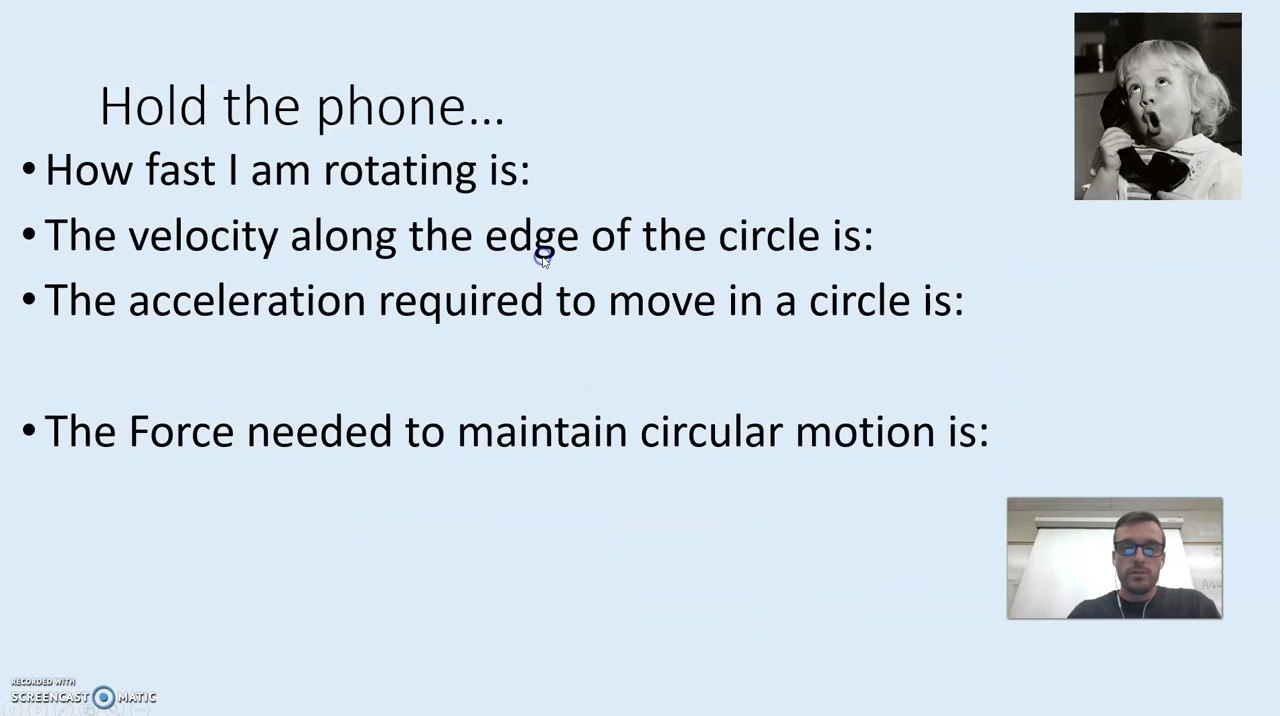 Hold the phone...
• How fast I am rotating is:
• The velocity along the edge of the circle is:
• The acceleration required to move in a circle is:
• The Force needed to maintain circular motion is:
RECORDED WITH
SCREENCAST MATIC